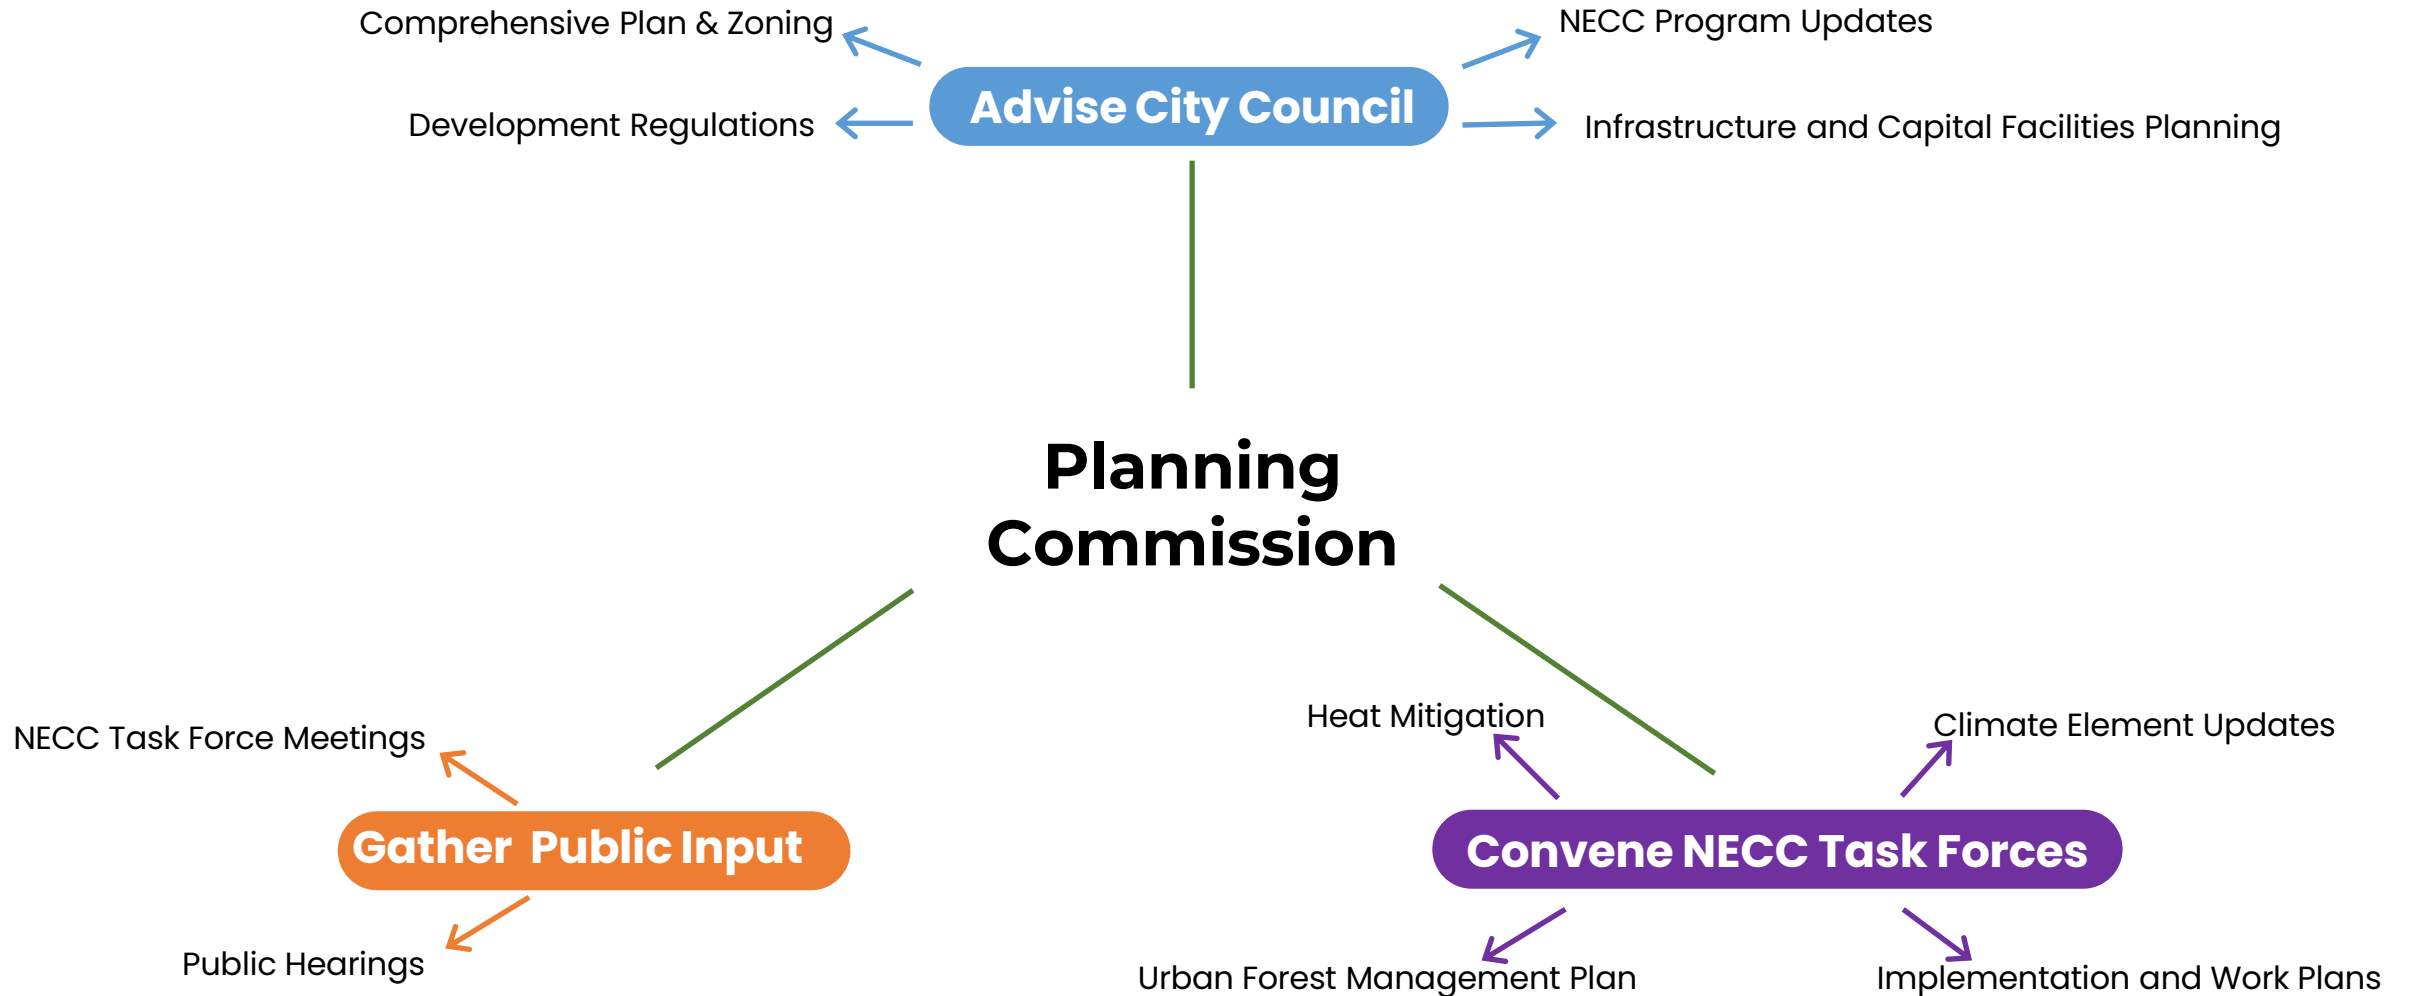 Comprehensive Plan & Zoning
NECC Program Updates
Advise City Council
Development Regulations
Infrastructure and Capital Facilities Planning
Planning
Commission
Heat Mitigation
Climate Element Updates
NECC Task Force Meetings
Gather Public Input
Convene NECC Task Forces
Public Hearings
Urban Forest Management Plan
Implementation and Work Plans